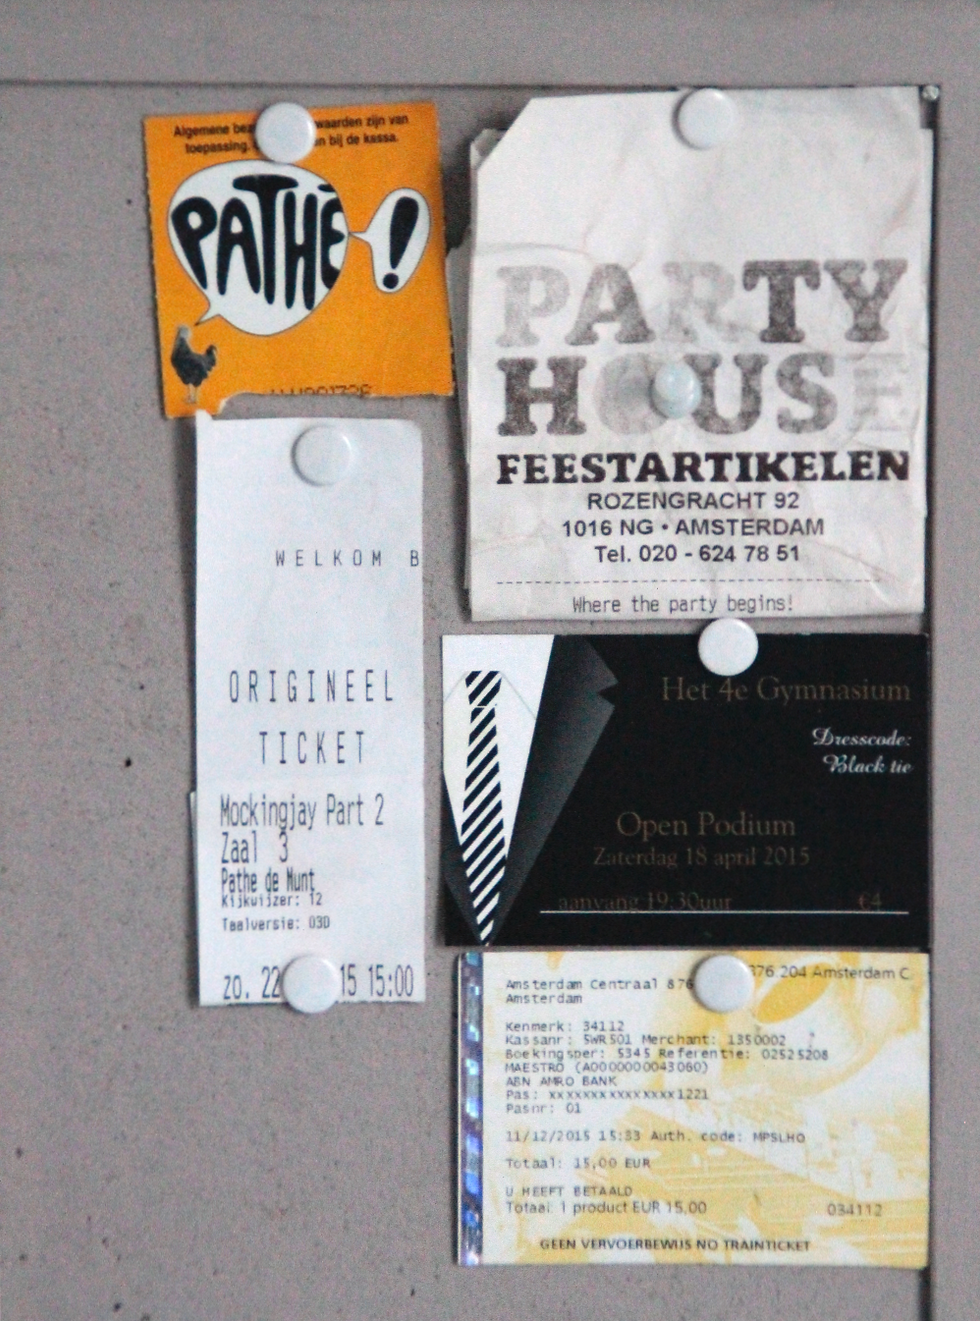 Algemene waarden zijn van
toepassing. bij de kassa.
PATHÉ!
WELKOM B
ORIGINEEL
TICKET
Mockingjay Part 2
Zaal 3
Pathe de Munt
Kijkwijzer: 12
Taalversie: 03D
zo. 22 15 15:00
PARTY
HOUSE
FEESTARTIKELEN
ROZENGRACHT 92
1016 NG • AMSTERDAM
Tel. 020 - 624 78 51
Where the party begins!
Het 4e Gymnasium
Dresscode:
Black tie
Open Podium
Zaterdag 18 april 2015
aanvang 19:30uur €4
376 204 Amsterdam C.
Amsterdam Centraal 876
Amsterdam
Kenmerk: 34112
Kassanr: 5WR501 Merchant: 1350002
Boekingsper: 5345 Referentie: 02525208
MAESTRO (A0000000043060)
ABN AMRO BANK
Pas: xxxxxxxxxxxxxxx1221
Pasnr: 01
11/12/2015 15:33 Auth. code: MPSLHO
Totaal: 15,00 EUR
U HEEFT BETAALD
Totaal: 1 product EUR 15,00 034112
GEEN VERVOERBEWIJS NO TRAINTICKET